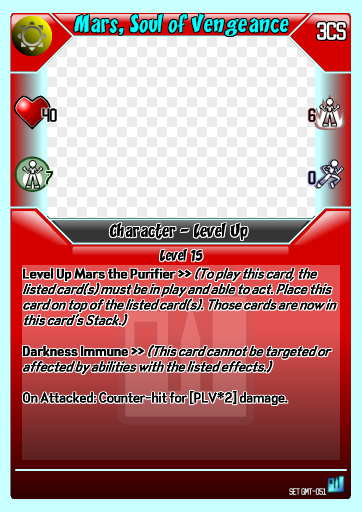 Mars, Soul of Vengeance
3CS
40
6
7
0
Character - Level Up
Level 15
Level Up Mars the Purifier >> (To play this card, the
listed card(s) must be in play and able to act. Place this
card on top of the listed card(s). Those cards are now in
this card's Stack.)
Darkness Immune >> (This card cannot be targeted or
affected by abilities with the listed effects.)
On Attacked: Counter-hit for [PLV*2] damage.
SET GMT-051